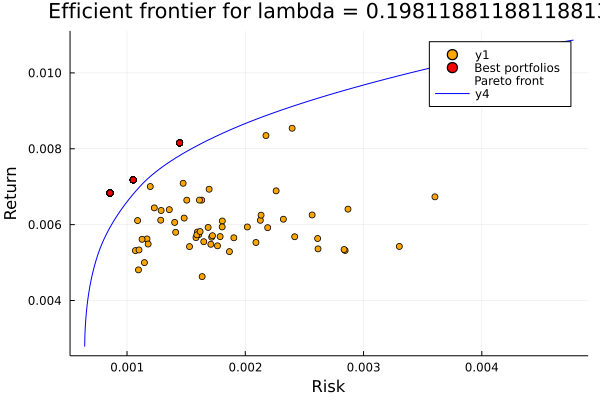 Efficient frontier for lambda = 0.1981188118811881
y1
Best portfolios
Pareto front
y4
0.010
0.008
0.006
0.004
Return
0.001
0.002
0.003
0.004
Risk